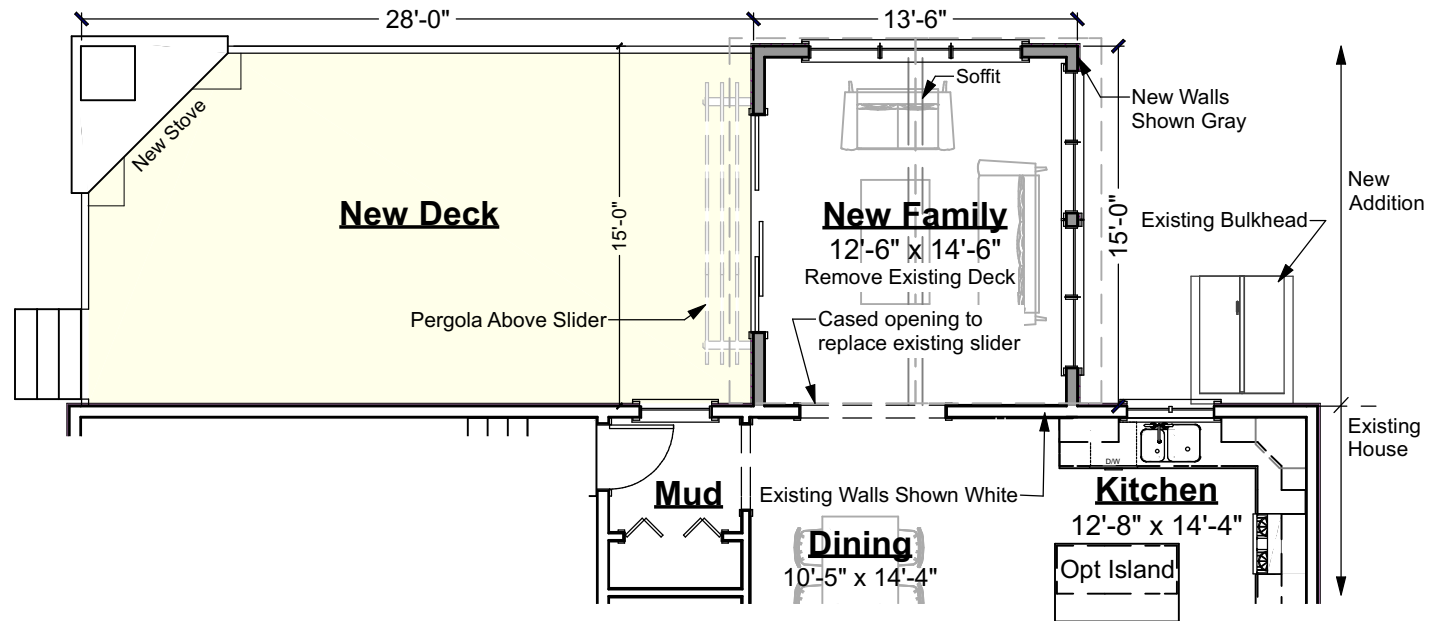 28'-0"
13'-6"
Soffit
New Walls
Shown Gray
New Stove
New Deck
15'-0"
New Family
12'-6" x 14'-6"
Remove Existing Deck
15'-0"
New
Addition
Existing Bulkhead
Pergola Above Slider
Cased opening to
replace existing slider
Existing
House
D/W
Mud
Existing Walls Shown White
Kitchen
12'-8" x 14'-4"
Dining
10'-5" x 14'-4"
Opt Island